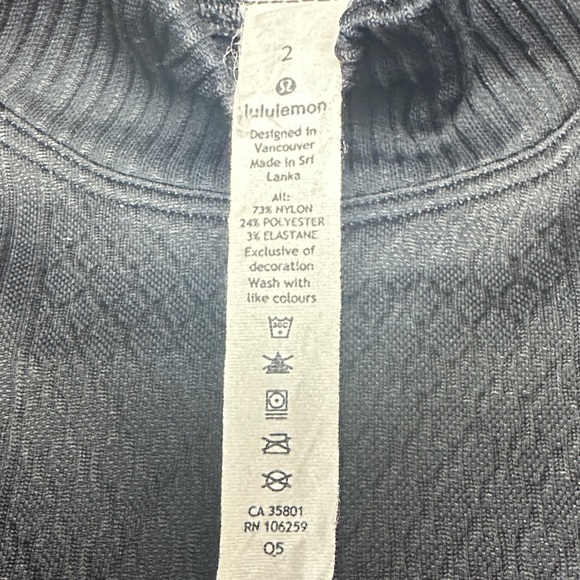 2
lululemon
Designed in
Vancouver
Made in Sri
Lanka
All:
73% NYLON
24% POLYESTER
3% ELASTANE
Exclusive of
decoration
Wash with
like colours
30C
CA 35801
RN 106259
Q5